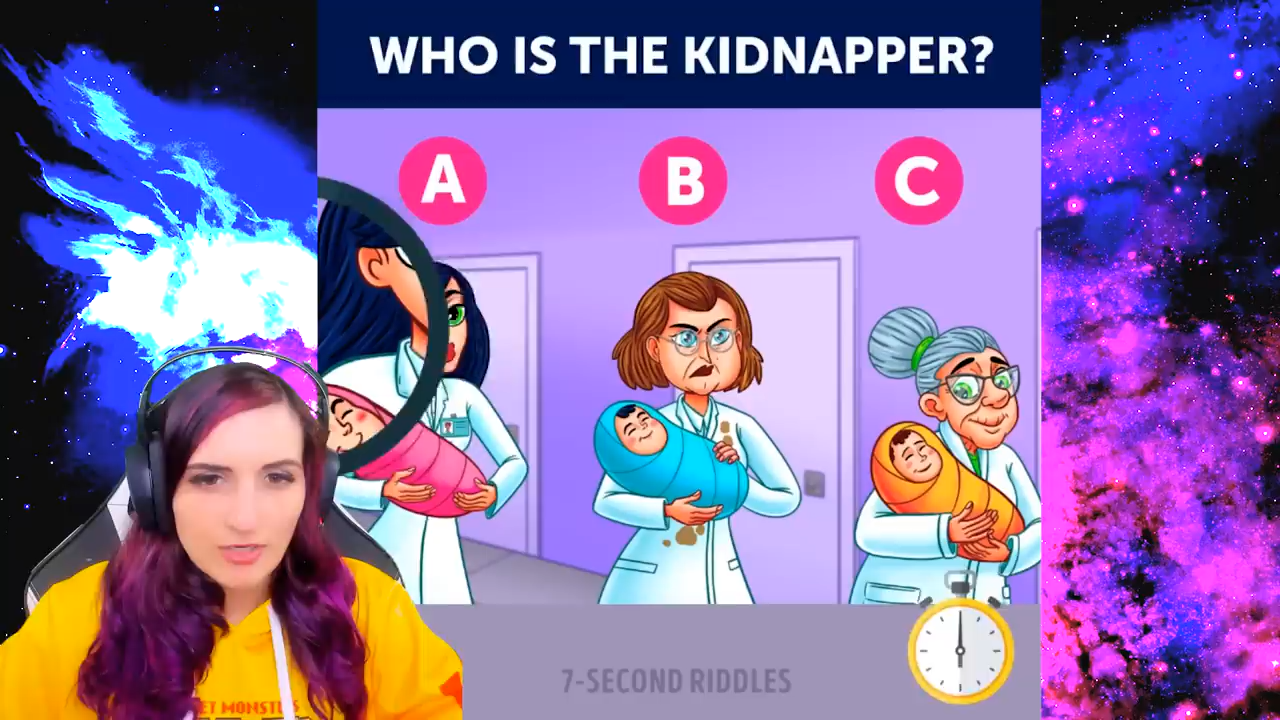 WHO IS THE KIDNAPPER?
A
B
C
7-SECOND RIDDLES